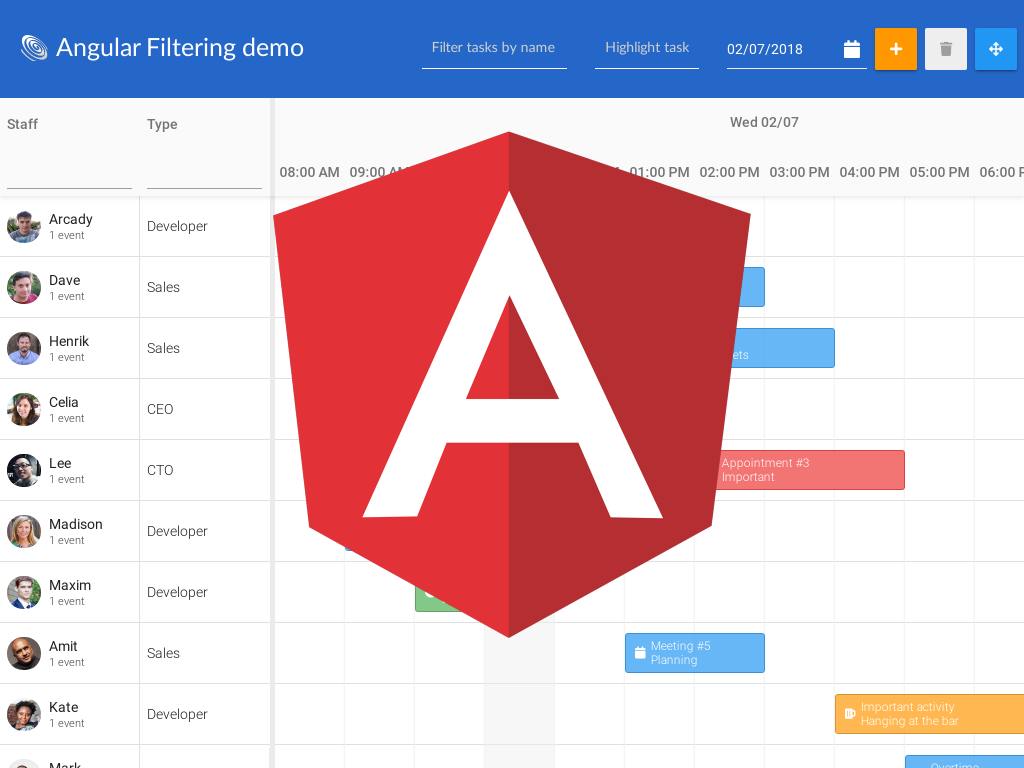 Angular Filtering demo
Filter tasks by name
Highlight task
02/07/2018
Staff
Type
Wed 02/07
08:00 AM 01:00 PM 02:00 PM 03:00 PM 04:00 PM 05:00 PM
Arcady
1 event
Developer
Dave
1 event
Sales
Henrik
1 event
Sales
ets
Celia
1 event
CEO
Lee
1 event
CTO
Appointment #3
Important
Madison
1 event
Developer
Maxim
1 event
Developer
Amit
1 event
Sales
Meeting #5
Planning
Kate
1 event
Developer
Important activity
Hanging at the bar
Mark
Overtime
A